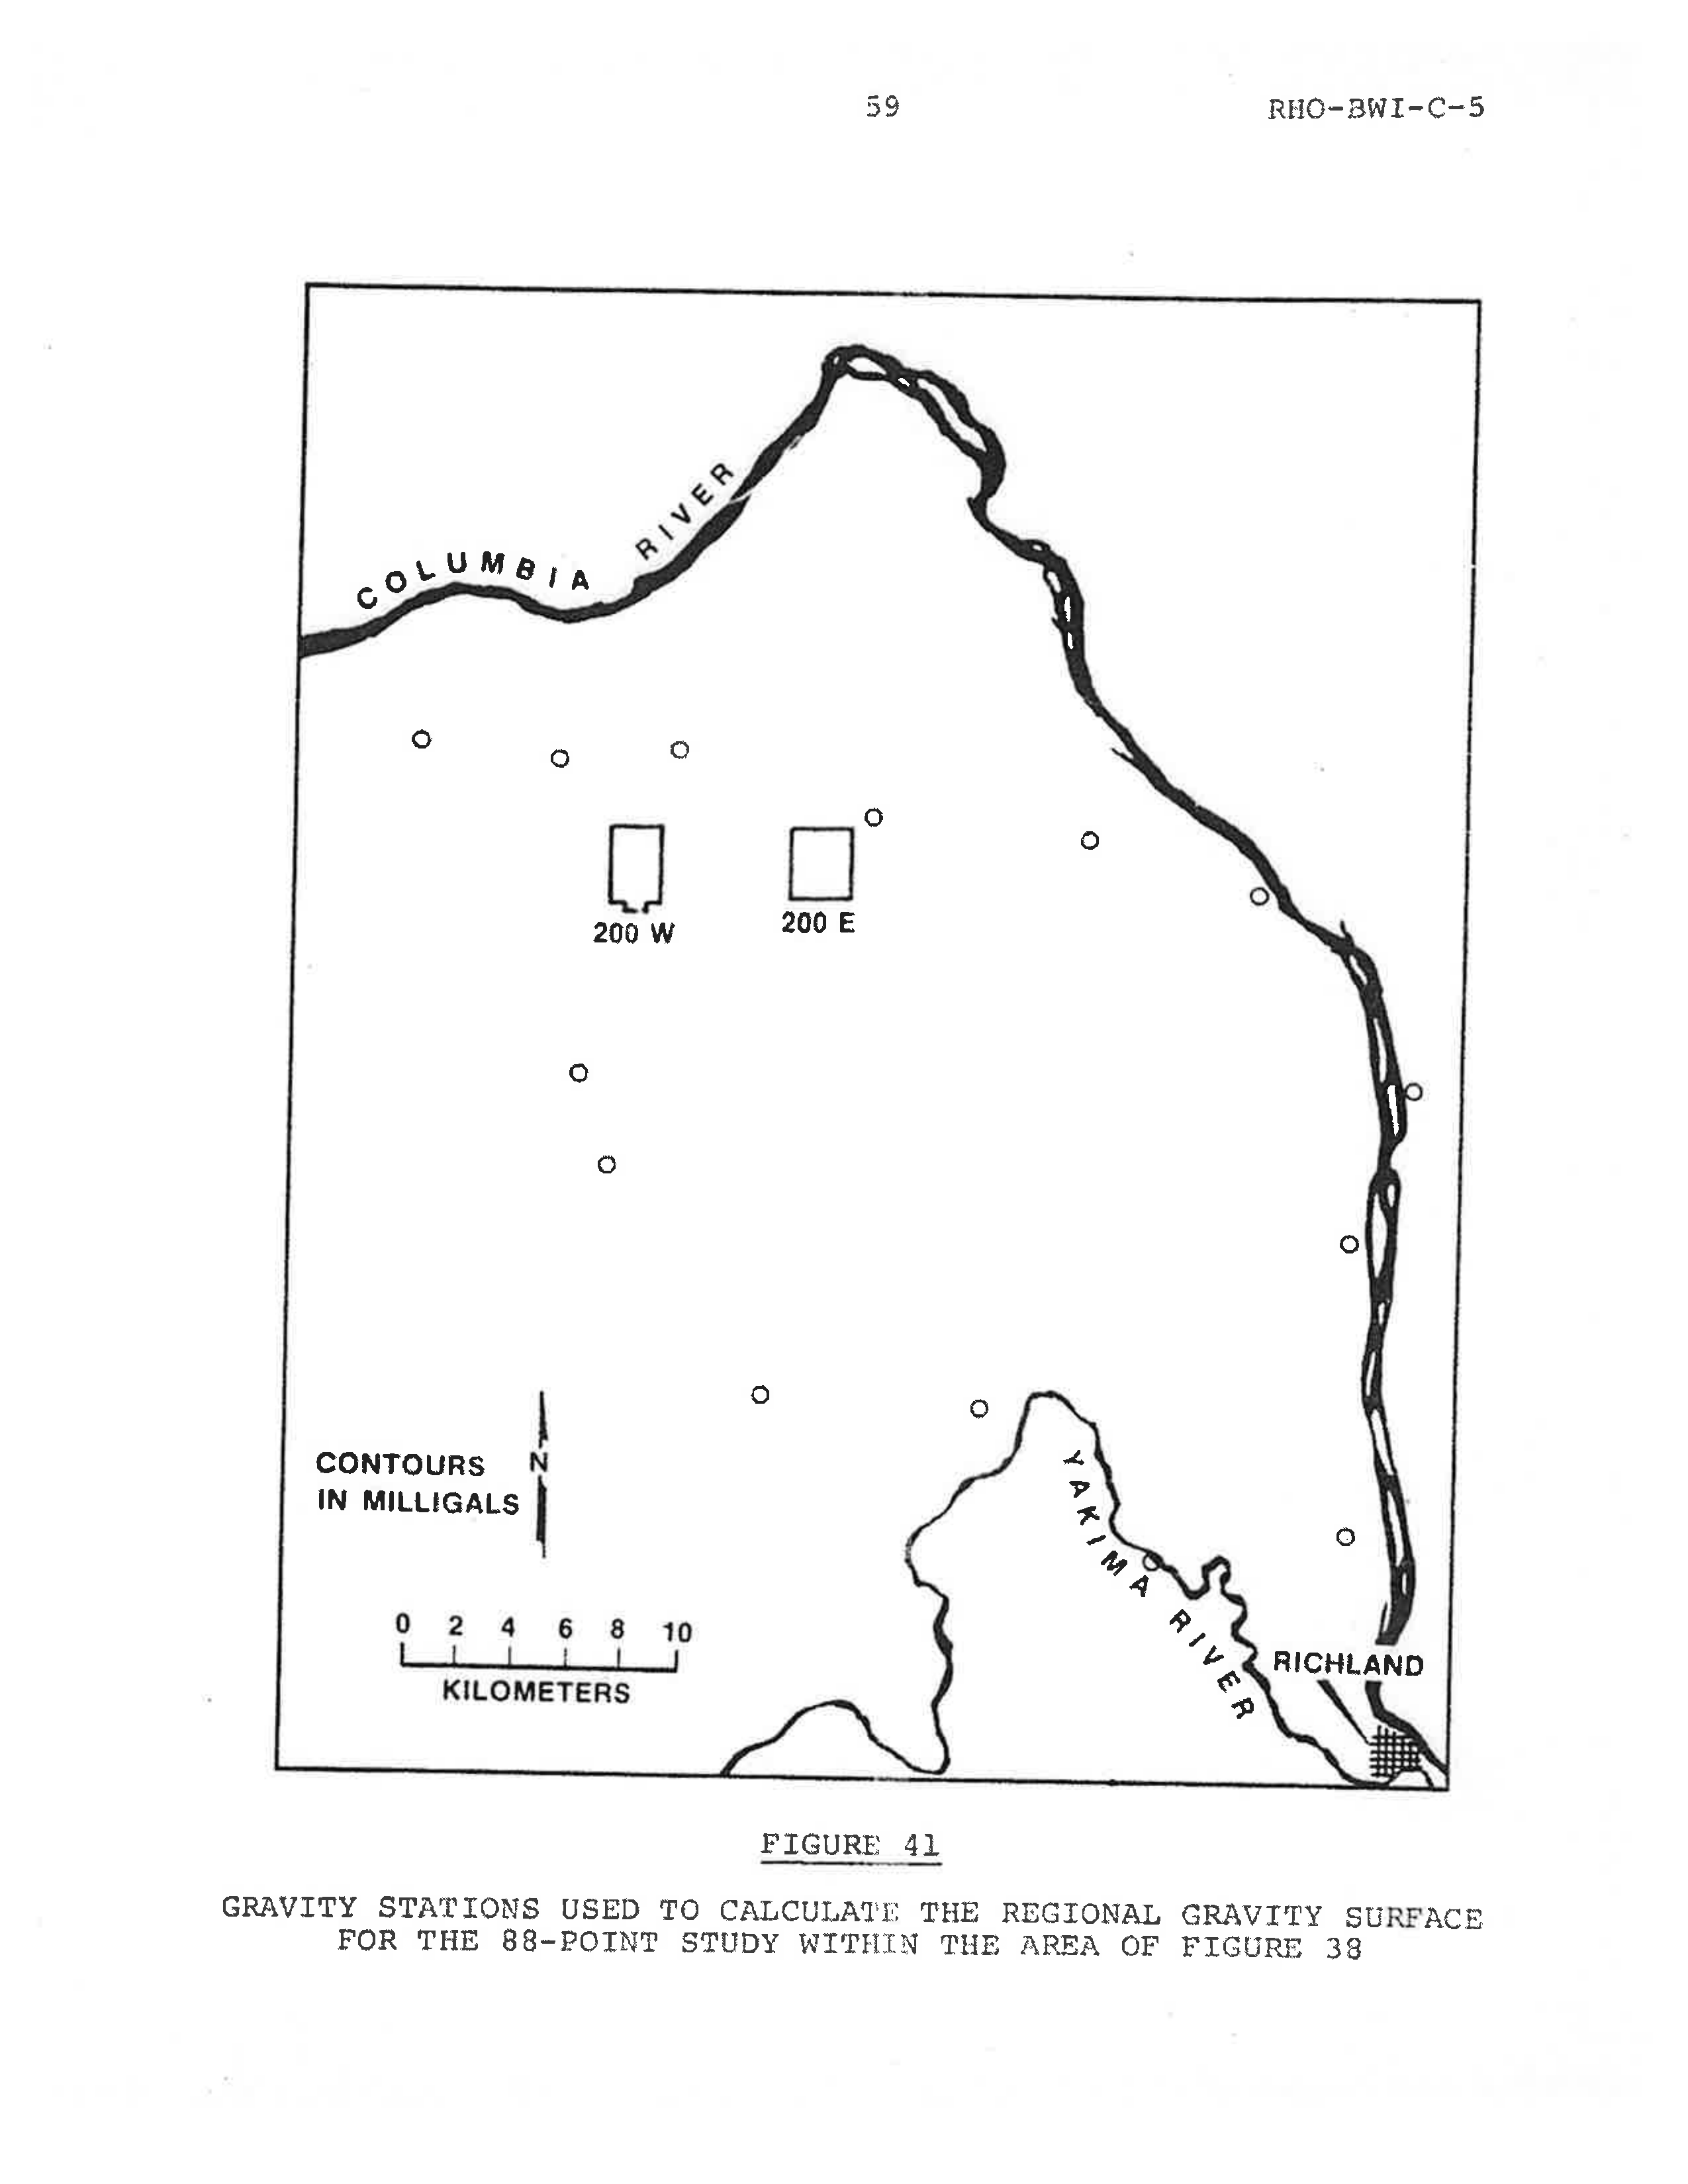 59
RHO-BWI-C-5
COLUMBIA RIVER
200 W
200 E
CONTOURS
IN MILLIGALS
N
YAKIMA RIVER
0 2 4 6 8 10
KILOMETERS
RICHLAND
FIGURE 41
GRAVITY STATIONS USED TO CALCULATE THE REGIONAL GRAVITY SURFACE
FOR THE 88-POINT STUDY WITHIN THE AREA OF FIGURE 38